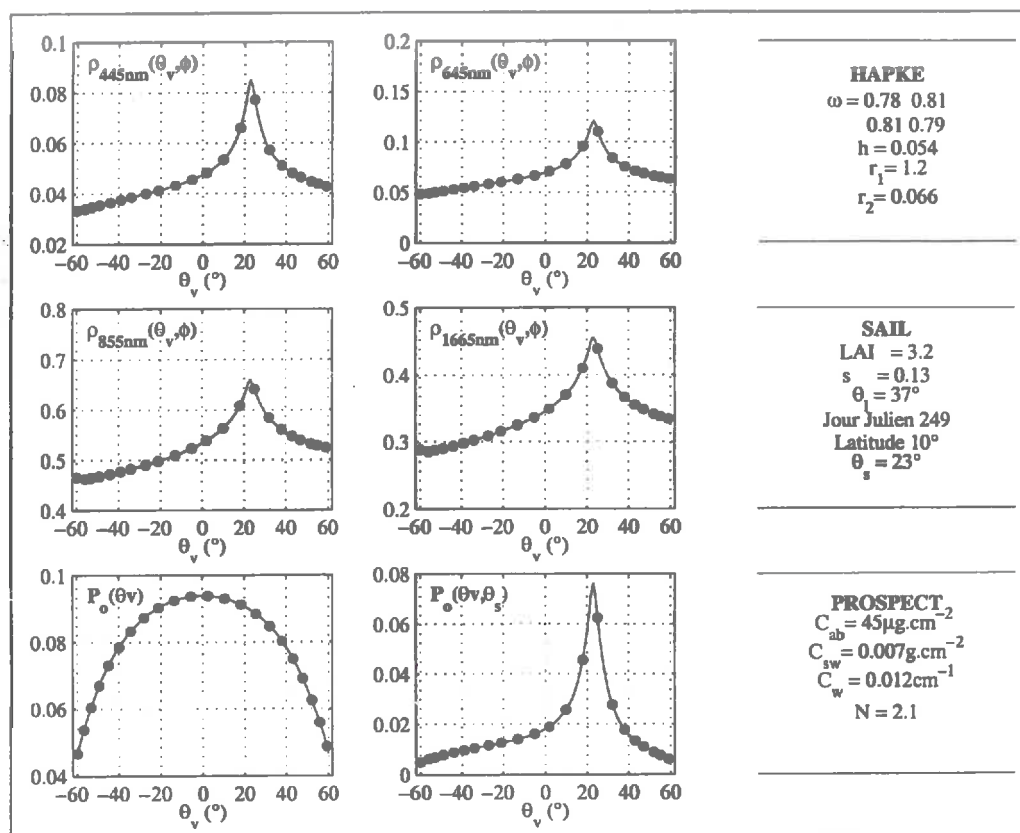 ρ445nm(θv,ϕ)
0.1
0.08
0.06
0.04
0.02
−60 −40 −20 0 20 40 60
θv (°)
ρ645nm(θv,ϕ)
0.2
0.15
0.1
0.05
0
−60 −40 −20 0 20 40 60
θv (°)
HAPKE
ω = 0.78 0.81
0.81 0.79
h = 0.054
r1 = 1.2
r2 = 0.066
ρ855nm(θv,ϕ)
0.8
0.7
0.6
0.5
0.4
−60 −40 −20 0 20 40 60
θv (°)
ρ1665nm(θv,ϕ)
0.5
0.4
0.3
0.2
−60 −40 −20 0 20 40 60
θv (°)
SAIL
LAI = 3.2
s = 0.13
θl = 37°
Jour Julien 249
Latitude 10°
θs = 23°
Po(θv)
0.1
0.09
0.08
0.06
0.04
−60 −40 −20 0 20 40 60
θv (°)
Po(θv,θs)
0.08
0.06
0.04
0.02
0
−60 −40 −20 0 20 40 60
θv (°)
PROSPECT
Cab = 45µg.cm−2
Csw = 0.007g.cm−2
Cw = 0.012cm−1
N = 2.1